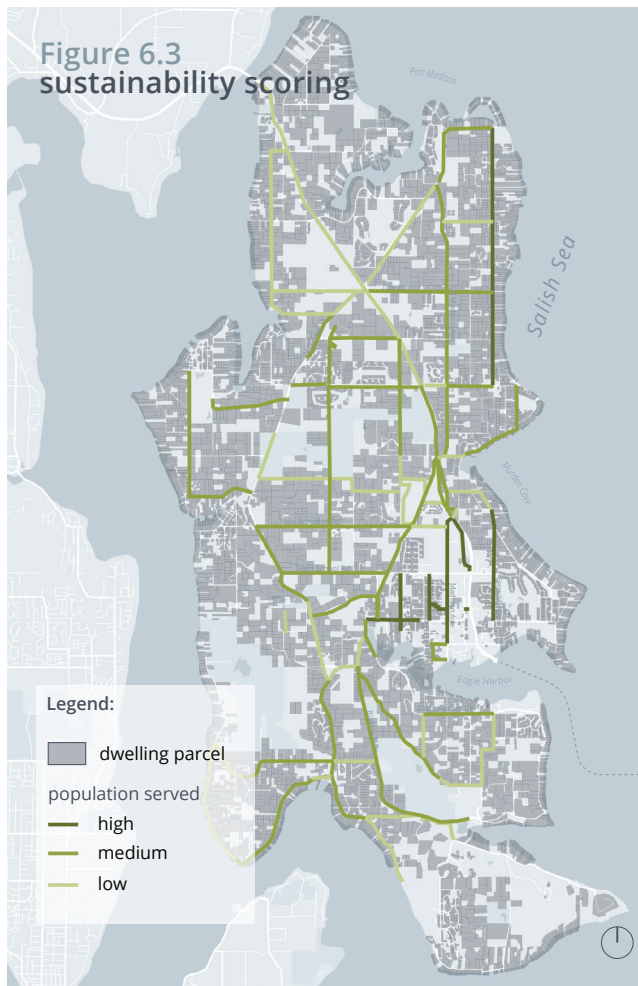 Figure 6.3
sustainability scoring
Port Madison
Salish Sea
Murden Cove
Eagle Harbor
Legend:
dwelling parcel
population served
high
medium
low